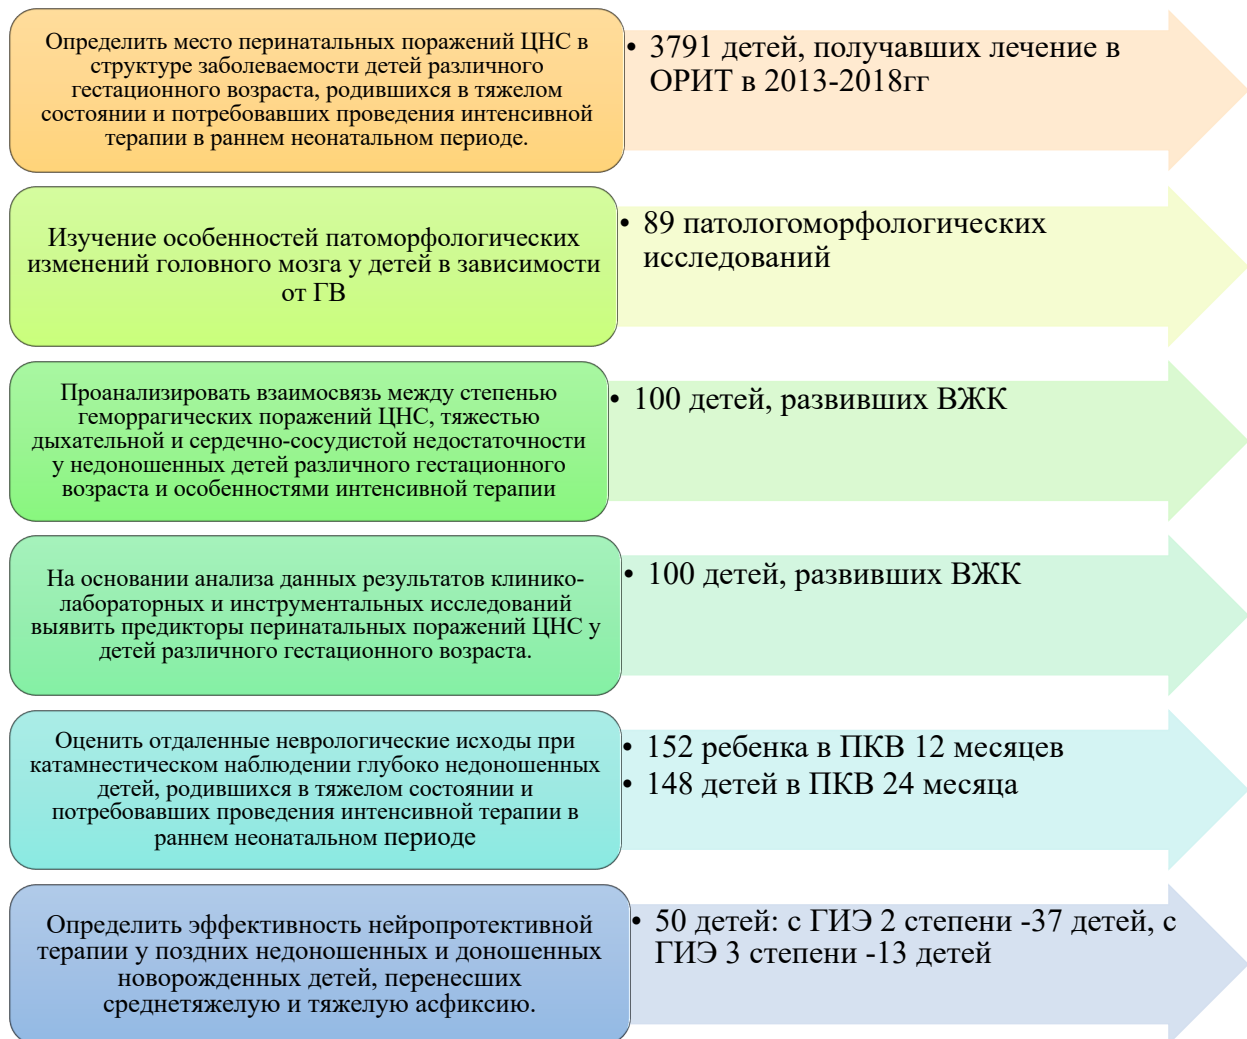 Определить место перинатальных поражений ЦНС в
структуре заболеваемости детей различного
гестационного возраста, родившихся в тяжелом
состоянии и потребовавших проведения интенсивной
терапии в раннем неонатальном периоде.
• 3791 детей, получавших лечение в
ОРИТ в 2013-2018гг
Изучение особенностей патоморфологических
изменений головного мозга у детей в зависимости
от ГВ
• 89 патологоморфологических
исследований
Проанализировать взаимосвязь между степенью
геморрагических поражений ЦНС, тяжестью
дыхательной и сердечно-сосудистой недостаточности
у недоношенных детей различного гестационного
возраста и особенностями интенсивной терапии
• 100 детей, развивших ВЖК
На основании анализа данных результатов клинико-
лабораторных и инструментальных исследований
выявить предикторы перинатальных поражений ЦНС у
детей различного гестационного возраста.
• 100 детей, развивших ВЖК
Оценить отдаленные неврологические исходы при
катамнестическом наблюдении глубоко недоношенных
детей, родившихся в тяжелом состоянии и
потребовавших проведения интенсивной терапии в
раннем неонатальном периоде
• 152 ребенка в ПКВ 12 месяцев
• 148 детей в ПКВ 24 месяца
Определить эффективность нейропротективной
терапии у поздних недоношенных и доношенных
новорожденных детей, перенесших
среднетяжелую и тяжелую асфиксию.
• 50 детей: с ГИЭ 2 степени -37 детей, с
ГИЭ 3 степени -13 детей